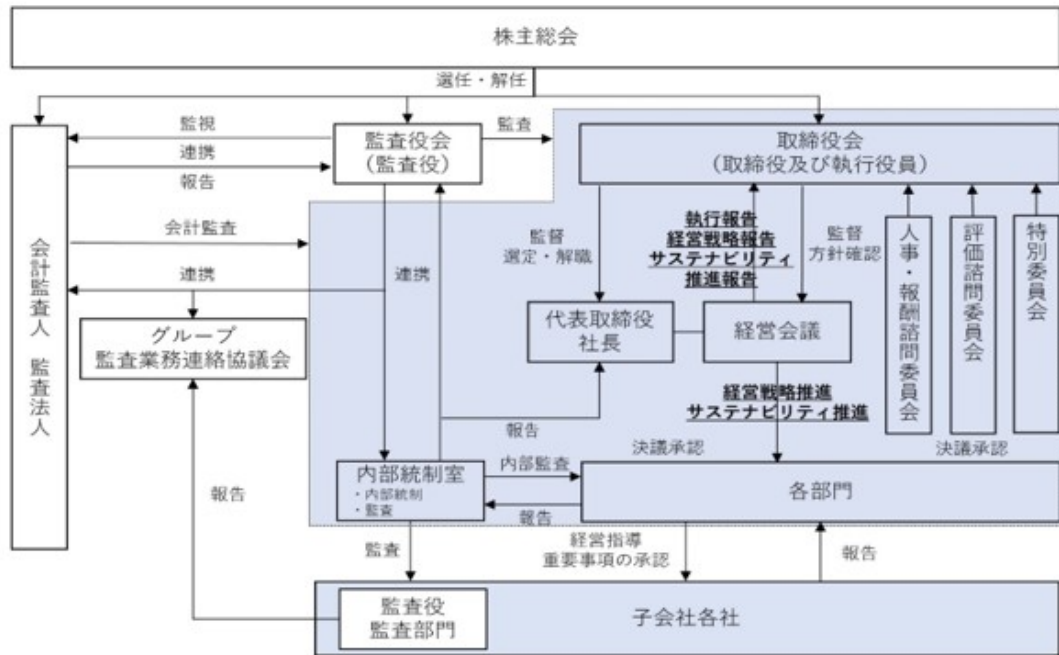 株主総会
選任・解任
監視
連携
報告
監査役会
(監査役)
監査
取締役会
(取締役及び執行役員)
会計監査人 監査法人
会計監査
連携
連携
グループ
監査業務連絡協議会
監督
選定・解職
執行報告
経営戦略報告
サステナビリティ
推進報告
監督
方針確認
人事・報酬諮問委員会
評価諮問委員会
特別委員会
代表取締役
社長
経営会議
経営戦略推進
サステナビリティ推進
報告
決議承認
決議承認
報告
内部統制室
・内部統制
・監査
内部監査
報告
各部門
監査
経営指導
重要事項の承認
報告
監査役
監査部門
子会社各社